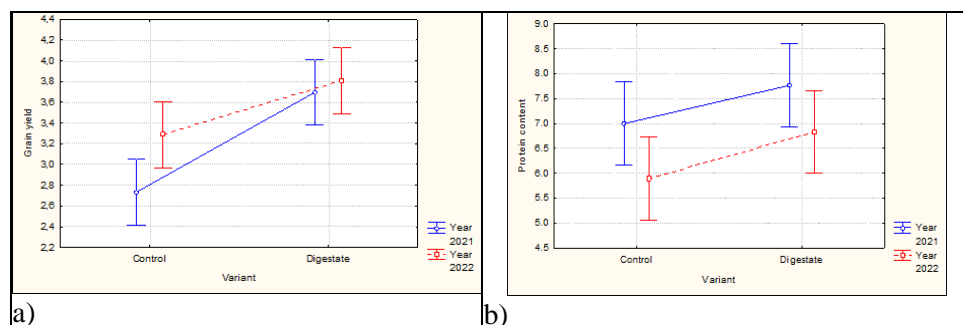 4,4
4,2
4,0
3,8
3,6
3,4
3,2
3,0
2,8
2,6
2,4
2,2
Grain yield
Control
Digestate
Variant
Year
2021
Year
2022
a)
9.0
8.5
8.0
7.5
7.0
6.5
6.0
5.5
5.0
4.5
Protein content
Control
Digestate
Variant
Year
2021
Year
2022
b)